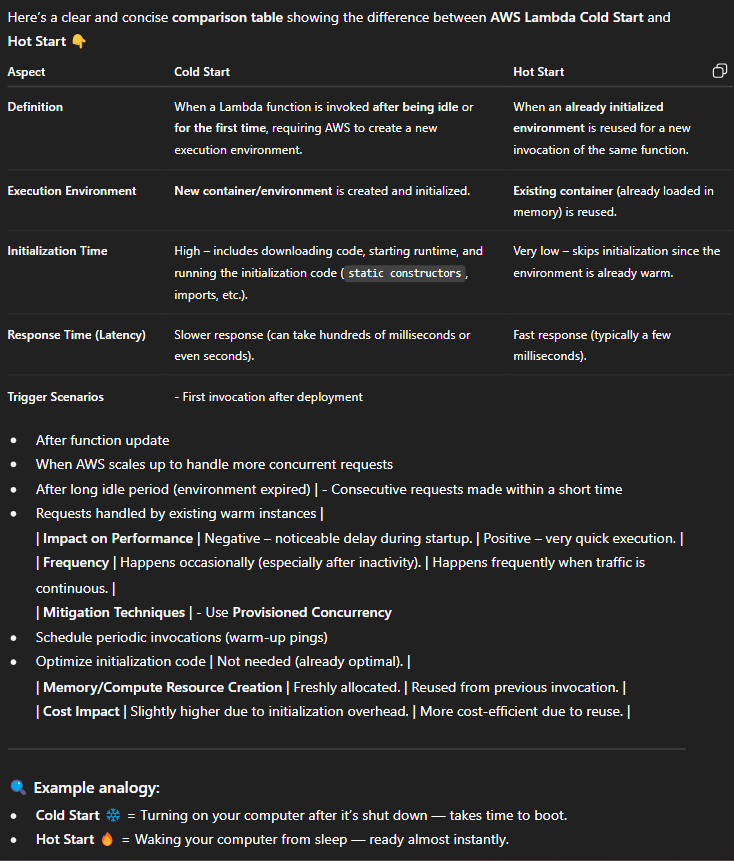 Here's a clear and concise comparison table showing the difference between AWS Lambda Cold Start and
Hot Start 👇
Aspect Cold Start Hot Start
Definition When a Lambda function is invoked after being idle or When an already initialized
for the first time, requiring AWS to create a new environment is reused for a new
execution environment. invocation of the same function.
Execution Environment New container/environment is created and initialized. Existing container (already loaded in
memory) is reused.
Initialization Time High – includes downloading code, starting runtime, and Very low – skips initialization since the
running the initialization code (static constructors, environment is already warm.
imports, etc.).
Response Time (Latency) Slower response (can take hundreds of milliseconds or Fast response (typically a few
even seconds). milliseconds).
Trigger Scenarios - First invocation after deployment
• After function update
• When AWS scales up to handle more concurrent requests
• After long idle period (environment expired) | - Consecutive requests made within a short time
• Requests handled by existing warm instances |
| Impact on Performance | Negative – noticeable delay during startup. | Positive – very quick execution. |
| Frequency | Happens occasionally (especially after inactivity). | Happens frequently when traffic is
continuous. |
| Mitigation Techniques | - Use Provisioned Concurrency
• Schedule periodic invocations (warm-up pings)
• Optimize initialization code | Not needed (already optimal). |
| Memory/Compute Resource Creation | Freshly allocated. | Reused from previous invocation. |
| Cost Impact | Slightly higher due to initialization overhead. | More cost-efficient due to reuse. |
🔍 Example analogy:
• Cold Start ❄️ = Turning on your computer after it's shut down — takes time to boot.
• Hot Start 🔥 = Waking your computer from sleep — ready almost instantly.